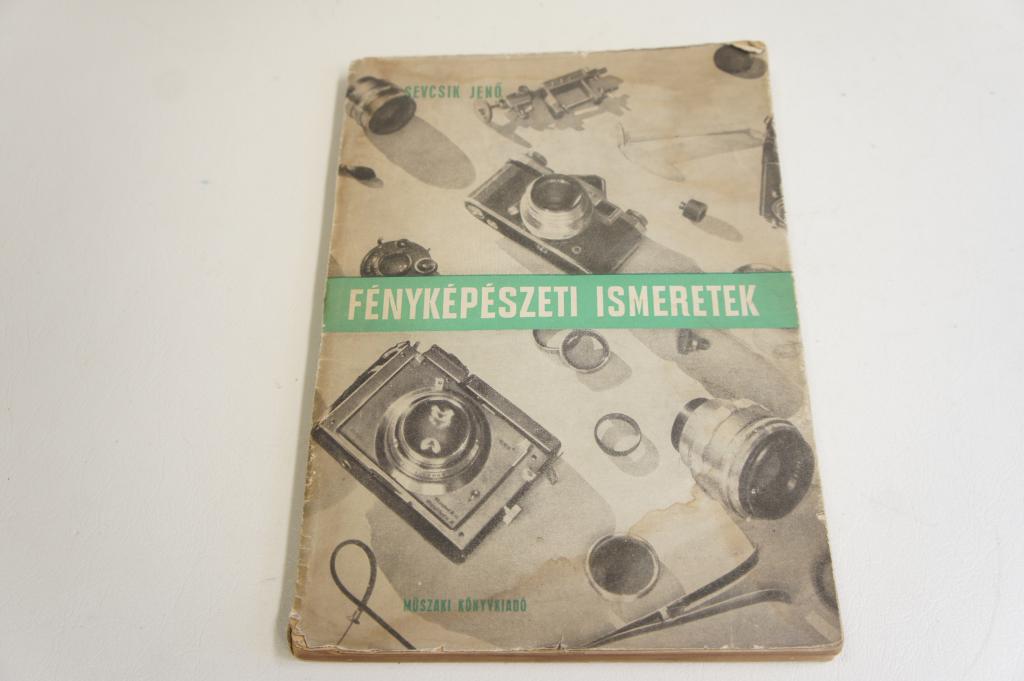 SEVCSIK JENŐ
FÉNYKÉPÉSZETI ISMERETEK
MŰSZAKI KÖNYVKIADÓ